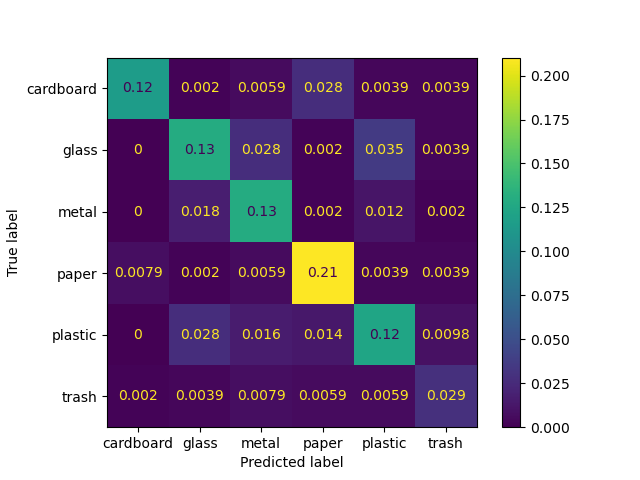 cardboard 0.12 0.002 0.0059 0.028 0.0039 0.0039
glass 0 0.13 0.028 0.002 0.035 0.0039
metal 0 0.018 0.13 0.002 0.012 0.002
paper 0.0079 0.002 0.0059 0.21 0.0039 0.0039
plastic 0 0.028 0.016 0.014 0.12 0.0098
trash 0.002 0.0039 0.0079 0.0059 0.0059 0.029
cardboard glass metal paper plastic trash
Predicted label
True label
0.200
0.175
0.150
0.125
0.100
0.075
0.050
0.025
0.000